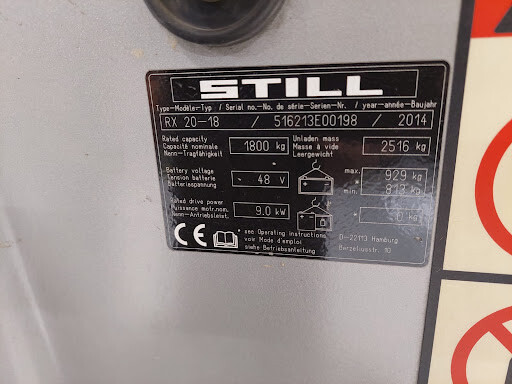 STILL
Type-Modèle-Typ / Serial no.-No. de série-Serien-Nr. / year-année-Baujahr
RX 20-18 / 516213E00198 / 2014
Rated capacity
Capacité nominale
Nenn-Tragfähigkeit
1800 kg
Unladen mass
Masse à vide
Leergewicht
2516 kg
Battery voltage
Tension batterie
Batteriespannung
* 48 V
max. 929 kg
min. 813 kg
Rated drive power
Puissance motr.nom.
Nenn-Antriebsleist.
9.0 kW
kg
CE
* see Operating instructions
voir Mode d'emploi
siehe Betriebsanleitung
D-22113 Hamburg
Berzeliusstr. 10